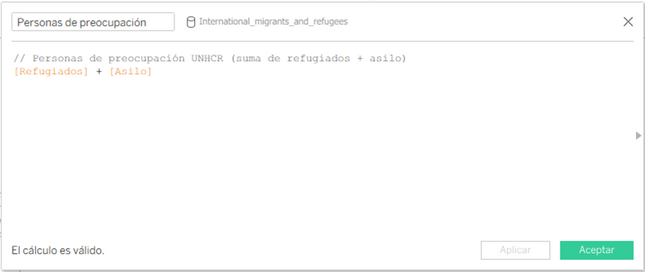 Personas de preocupación
International_migrants_and_refugees
// Personas de preocupación UNHCR (suma de refugiados + asilo)
[Refugiados] + [Asilo]
El cálculo es válido.
Aplicar
Aceptar